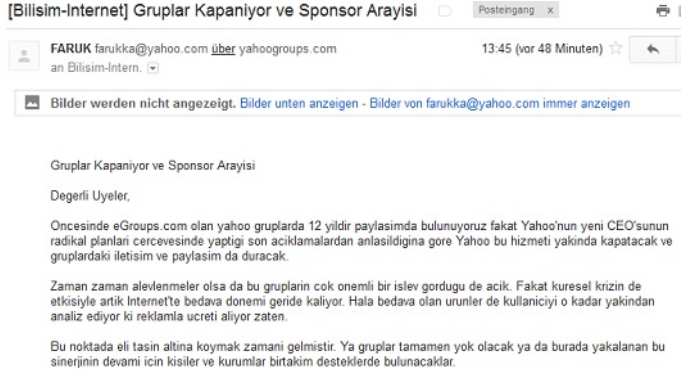 [Bilisim-Internet] Gruplar Kapaniyor ve Sponsor Arayisi Posteingang x
FARUK farukka@yahoo.com über yahoogroups.com 13:45 (vor 48 Minuten)
an Bilisim-Intern.
Bilder werden nicht angezeigt. Bilder unten anzeigen - Bilder von farukka@yahoo.com immer anzeigen
Gruplar Kapaniyor ve Sponsor Arayisi
Degerli Uyeler,
Oncesinde eGroups.com olan yahoo gruplarda 12 yildir paylasimda bulunuyoruz fakat Yahoo'nun yeni CEO'sunun
radikal planlari cercevesinde yaptigi son aciklamalardan anlasildigina gore Yahoo bu hizmeti yakinda kapatacak ve
gruplardaki iletisim ve paylasim da duracak.
Zaman zaman alevlenmeler olsa da bu gruplarin cok onemli bir islev gordugu de acik. Fakat kuresel krizin de
etkisiyle artik Internet'te bedava donemi geride kaliyor. Hala bedava olan urunler de kullaniciyi o kadar yakindan
analiz ediyor ki reklamla ucreti aliyor zaten.
Bu noktada eli tasin altina koymak zamani gelmistir. Ya gruplar tamamen yok olacak ya da burada yakalanan bu
sinerjinin devami icin kisiler ve kurumlar birtakim desteklerde bulunacaklar.